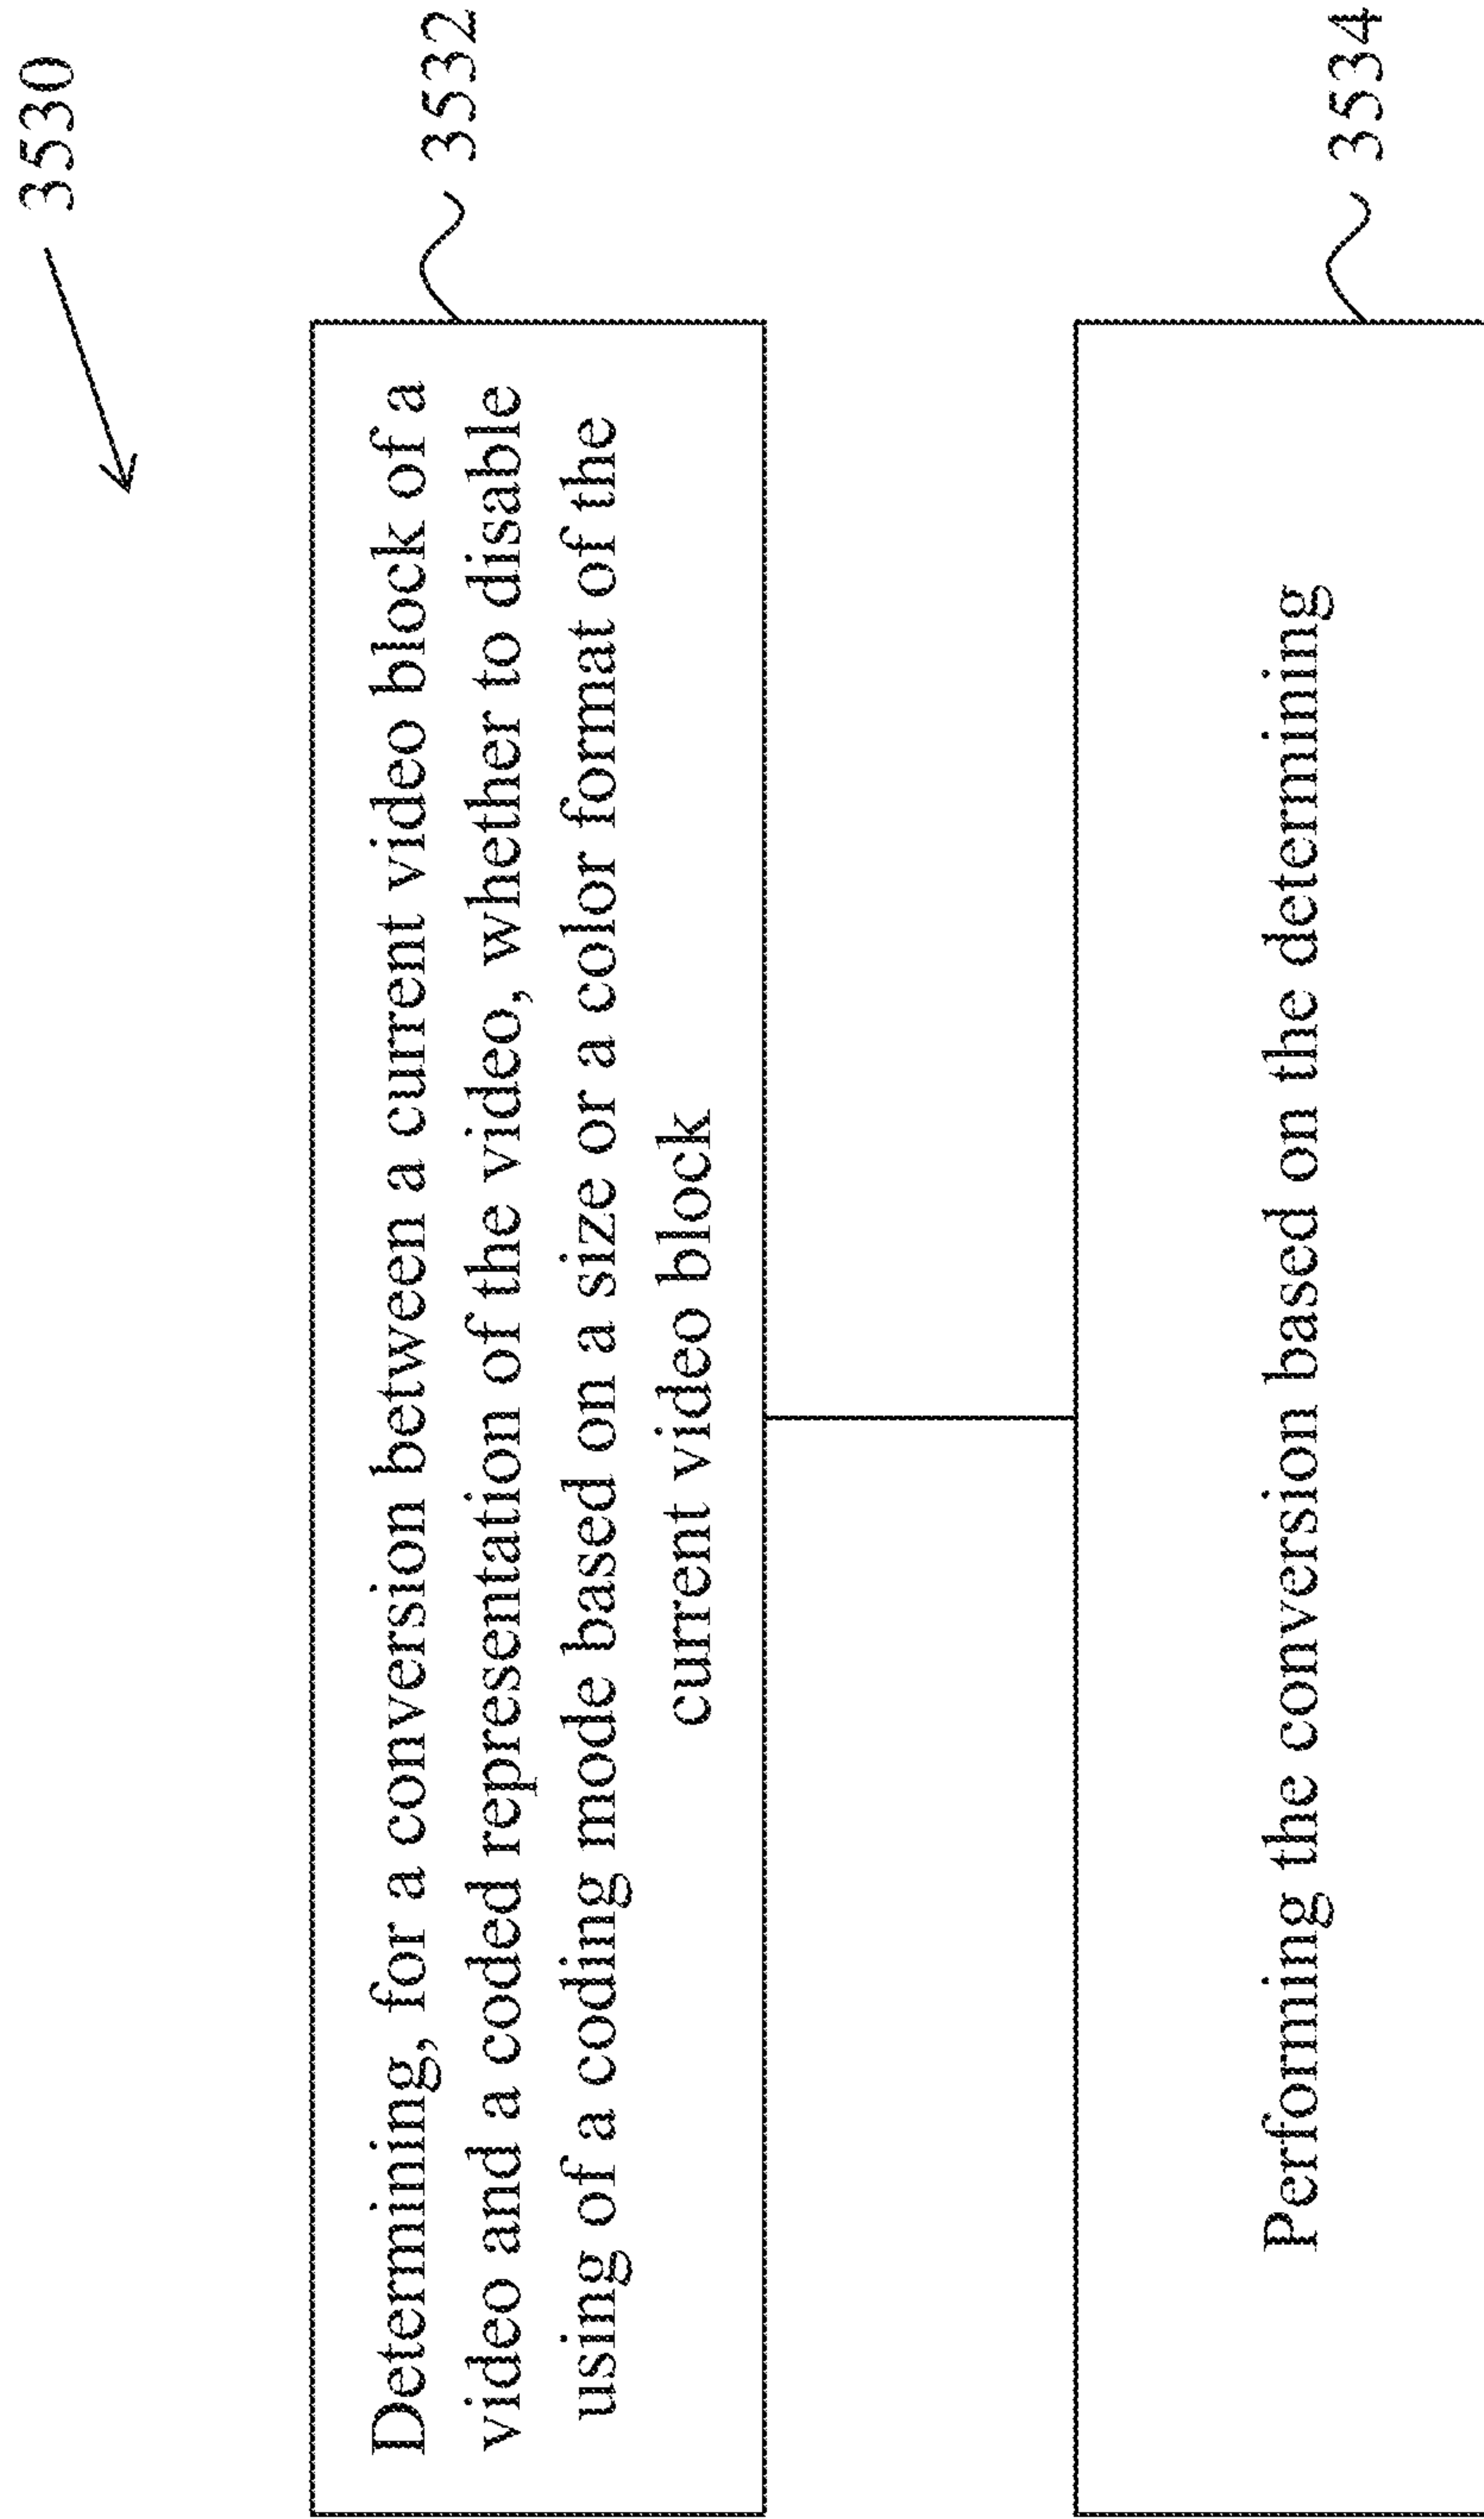 3530
Determining, for a conversion between a current video block of a
video and a coded representation of the video, whether to disable
using of a coding mode based on a size or a color format of the
current video block
3532
Performing the conversion based on the determining
3534